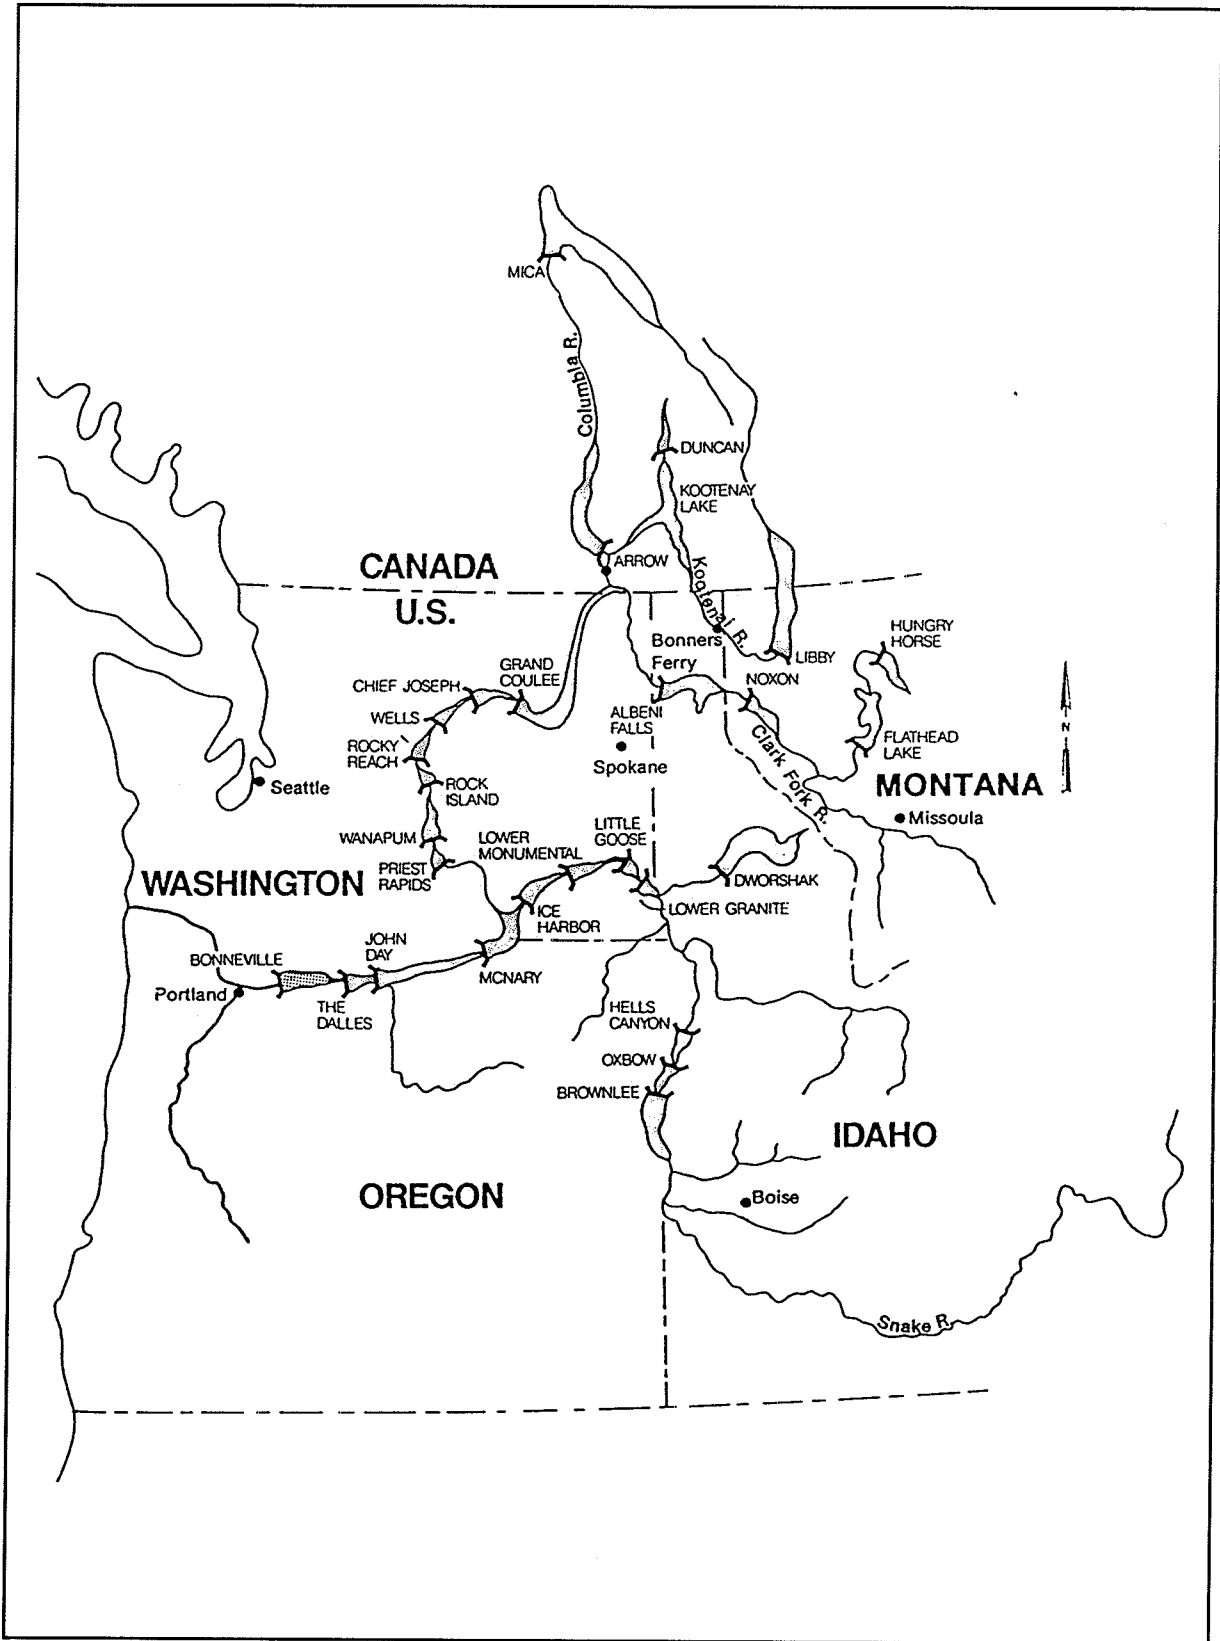 MICA
Columbia R.
DUNCAN
KOOTENAY
LAKE
CANADA
ARROW
U.S.
Kootenai R.
Bonners
Ferry
LIBBY
HUNGRY
HORSE
GRAND
COULEE
CHIEF JOSEPH
NOXON
WELLS
ALBENI
FALLS
ROCKY
REACH
Spokane
Clark Fork R.
FLATHEAD
LAKE
N
Seattle
ROCK
ISLAND
MONTANA
Missoula
WANAPUM
LOWER
MONUMENTAL
LITTLE
GOOSE
PRIEST
RAPIDS
WASHINGTON
DWORSHAK
ICE
HARBOR
LOWER GRANITE
JOHN
DAY
BONNEVILLE
MCNARY
Portland
THE
DALLES
HELLS
CANYON
OXBOW
BROWNLEE
IDAHO
OREGON
Boise
Snake R.